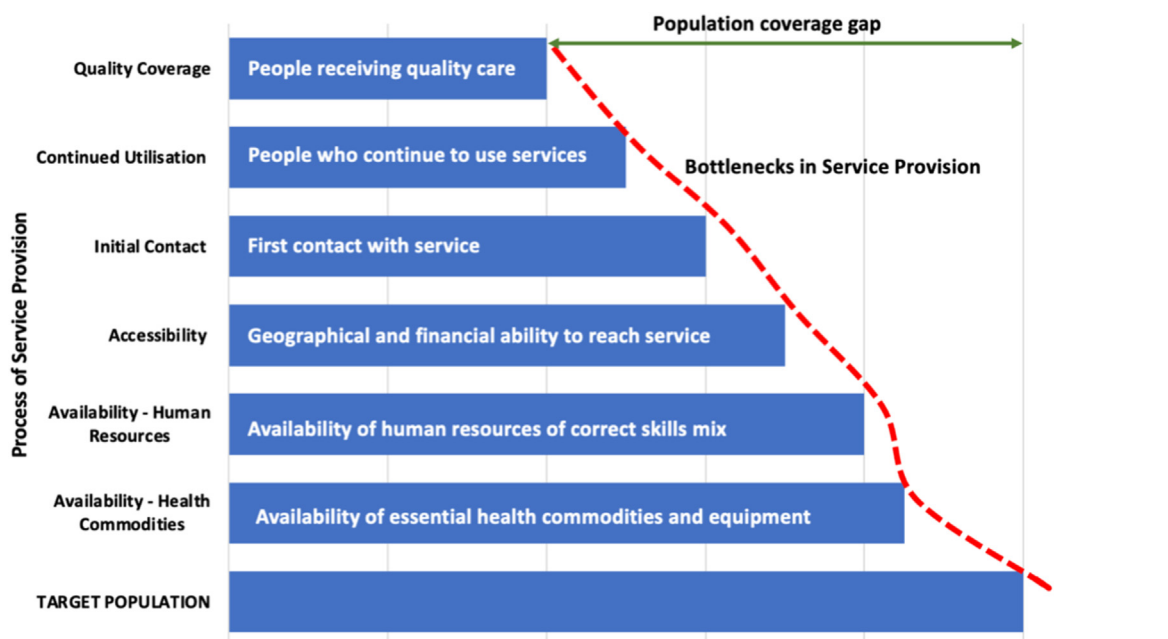 Population coverage gap
Quality Coverage
People receiving quality care
Continued Utilisation
People who continue to use services
Bottlenecks in Service Provision
Initial Contact
First contact with service
Process of Service Provision
Accessibility
Geographical and financial ability to reach service
Availability - Human
Resources
Availability of human resources of correct skills mix
Availability - Health
Commodities
Availability of essential health commodities and equipment
TARGET POPULATION